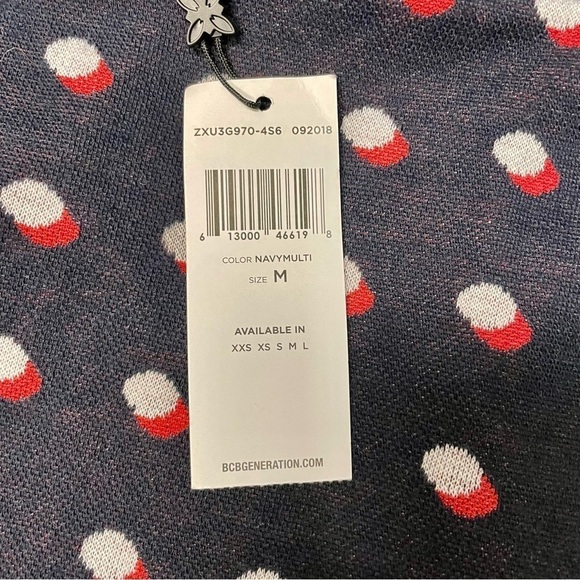 ZXU3G970-4S6 092018
6 13000 46619 8
COLOR NAVYMULTI
SIZE M
AVAILABLE IN
XXS XS S M L
BCBGENERATION.COM